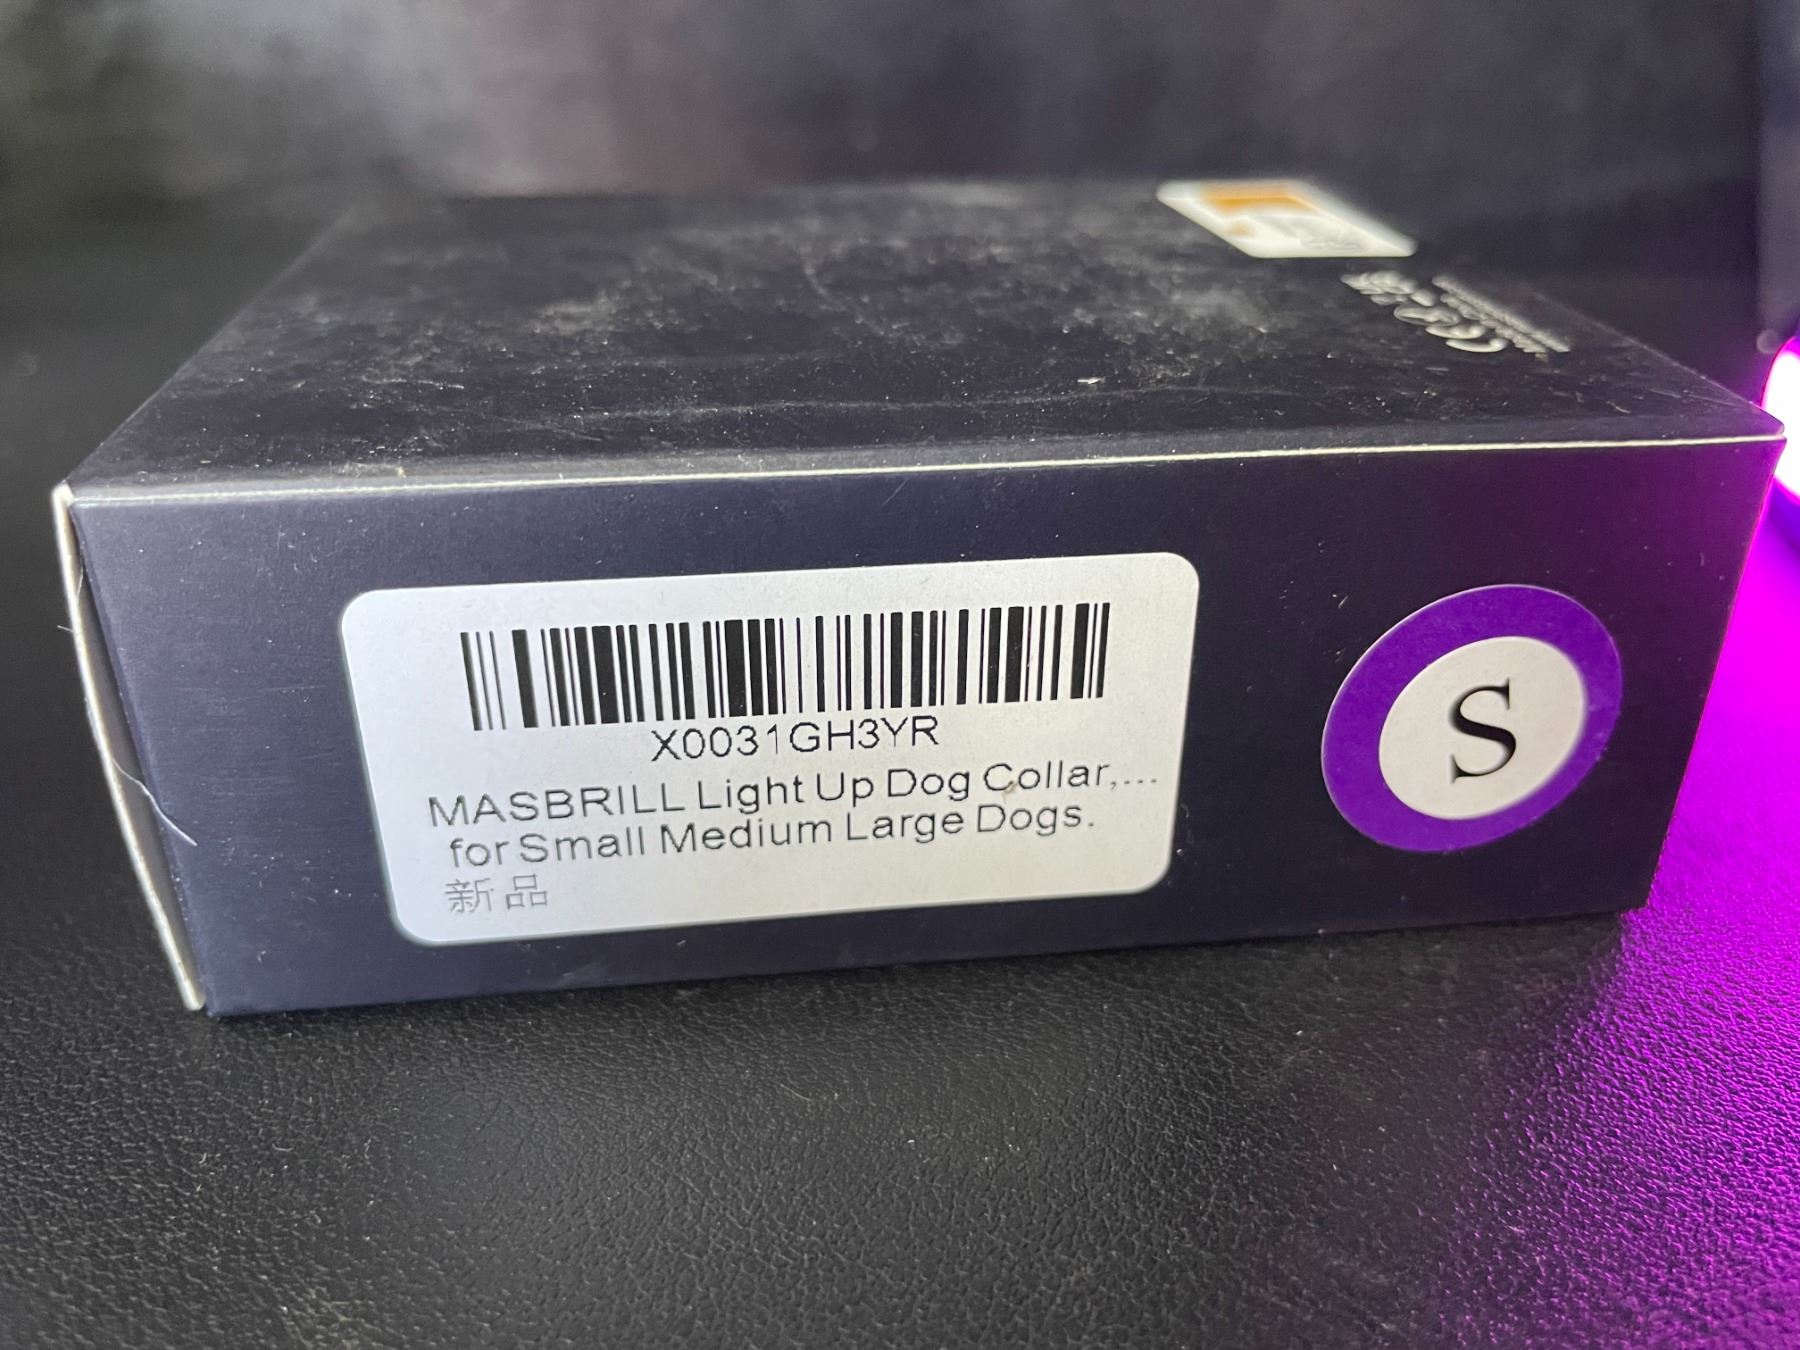 X0031GH3YR
MASBRILL Light Up Dog Collar,...
for Small Medium Large Dogs.
新品
S